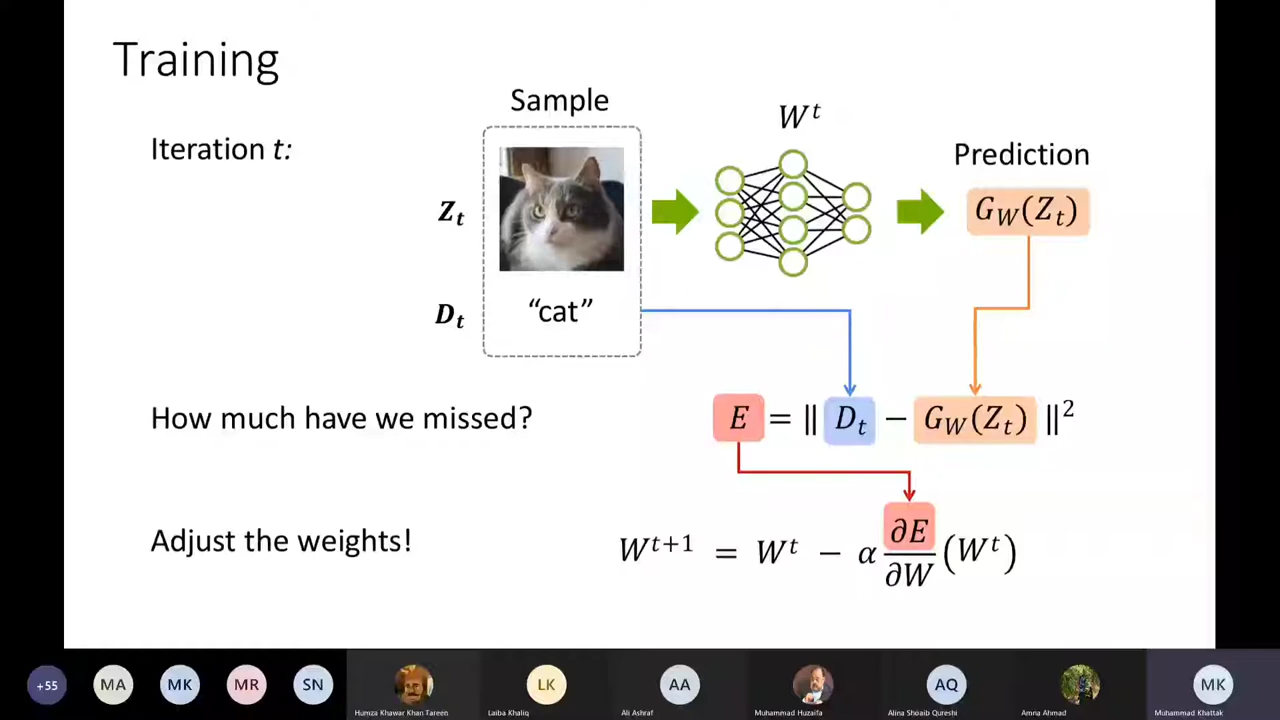 Training
Sample
W^t
Iteration t:
Prediction
Z_t
G_W(Z_t)
D_t
“cat”
How much have we missed?
E = ‖ D_t − G_W(Z_t) ‖^2
Adjust the weights!
W^{t+1} = W^t − α ∂E/∂W (W^t)
+55
MA
MK
MR
SN
LK
AA
AQ
MK
Humza Khawar Khan Tareen
Laiba Khaliq
Ali Ashraf
Muhammad Huzaifa
Alina Shoaib Qureshi
Amna Ahmad
Muhammad Khattak